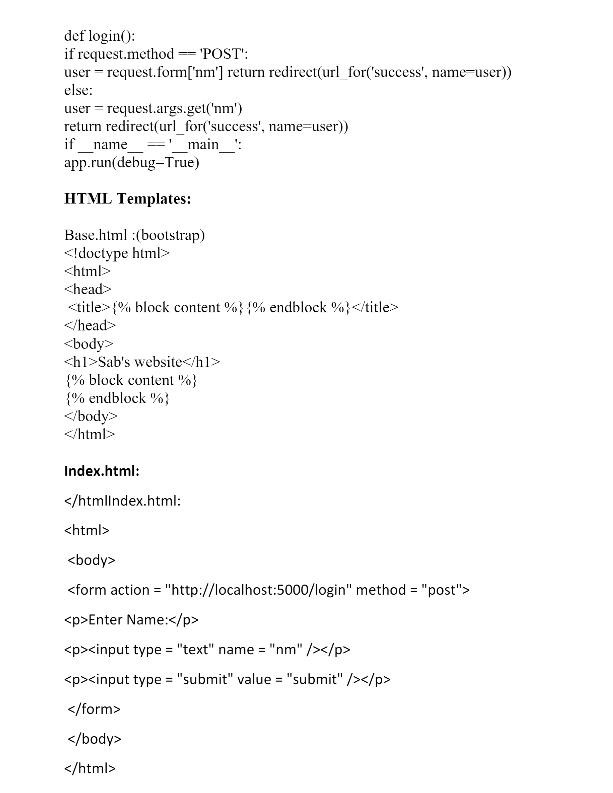 def login():
if request.method == 'POST':
user = request.form['nm'] return redirect(url_for('success', name=user))
else:
user = request.args.get('nm')
return redirect(url_for('success', name=user))
if __name__ == '__main__':
app.run(debug=True)
HTML Templates:
Base.html :(bootstrap)
<!doctype html>
<html>
<head>
<title>{% block content %}{% endblock %}</title>
</head>
<body>
<h1>Sab's website</h1>
{% block content %}
{% endblock %}
</body>
</html>
Index.html:
</htmlIndex.html:
<html>
<body>
<form action = "http://localhost:5000/login" method = "post">
<p>Enter Name:</p>
<p><input type = "text" name = "nm" /></p>
<p><input type = "submit" value = "submit" /></p>
</form>
</body>
</html>